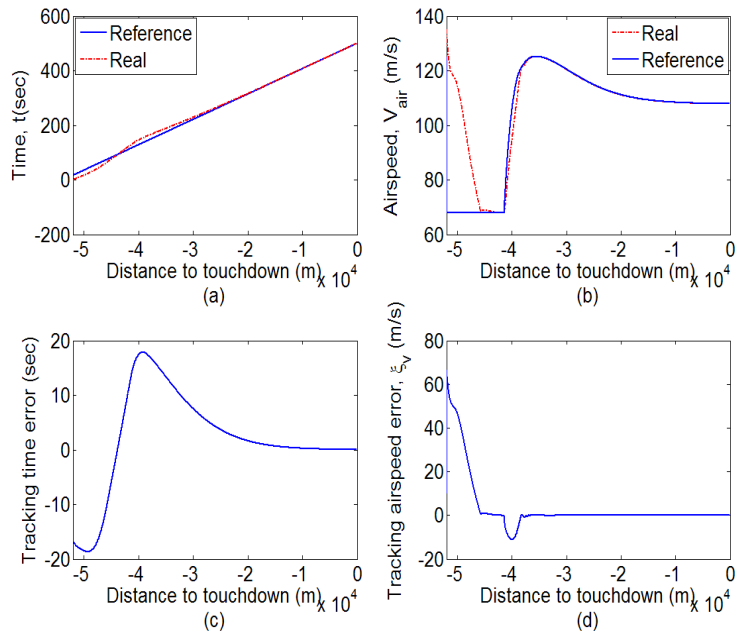 600
400
200
0
-200
Time, t(sec)
Reference
Real
-5
-4
-3
-2
-1
0
Distance to touchdown (m)
x 10^4
(a)
140
120
100
80
60
Airspeed, V_air (m/s)
Real
Reference
-5
-4
-3
-2
-1
0
Distance to touchdown (m)
x 10^4
(b)
20
10
0
-10
-20
Tracking time error (sec)
-5
-4
-3
-2
-1
0
Distance to touchdown (m)
x 10^4
(c)
80
60
40
20
0
-20
Tracking airspeed error, ξ_v (m/s)
-5
-4
-3
-2
-1
0
Distance to touchdown (m)
x 10^4
(d)